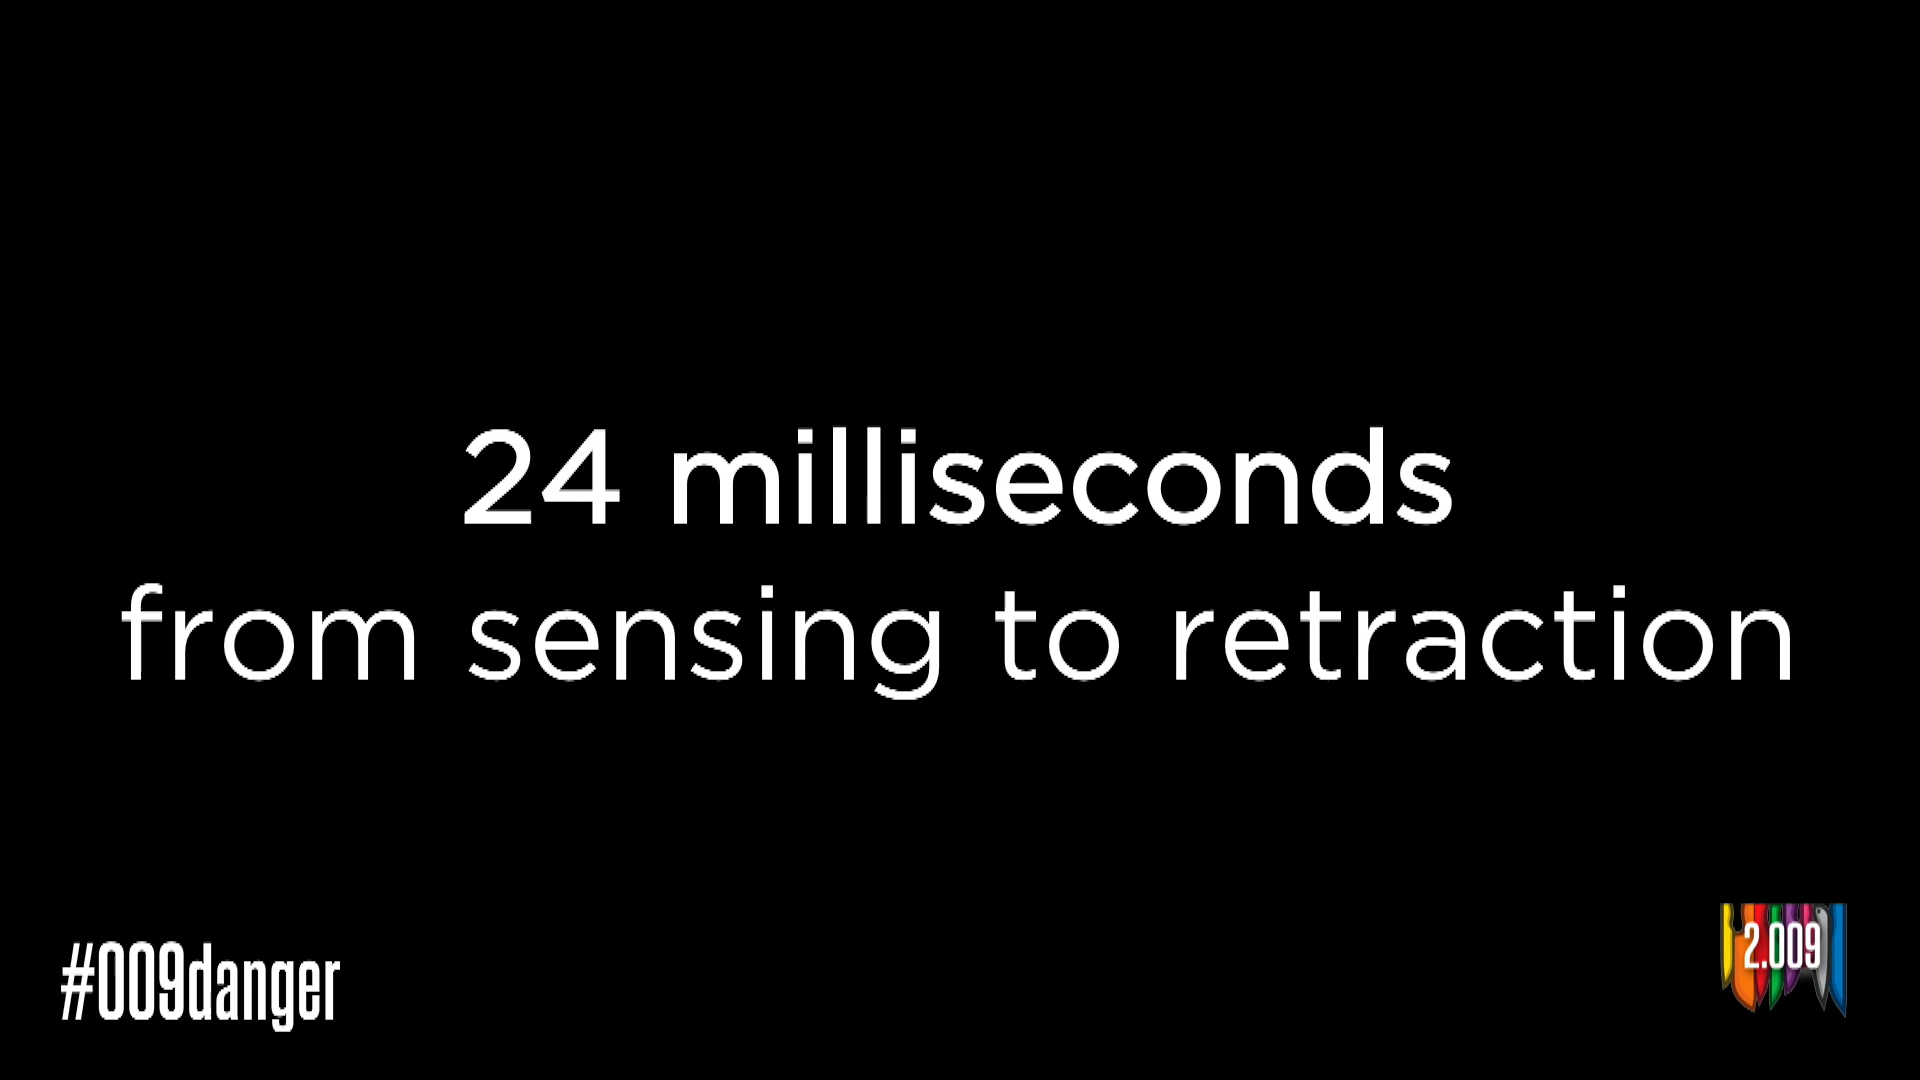 24 milliseconds
from sensing to retraction
#009danger
2.009